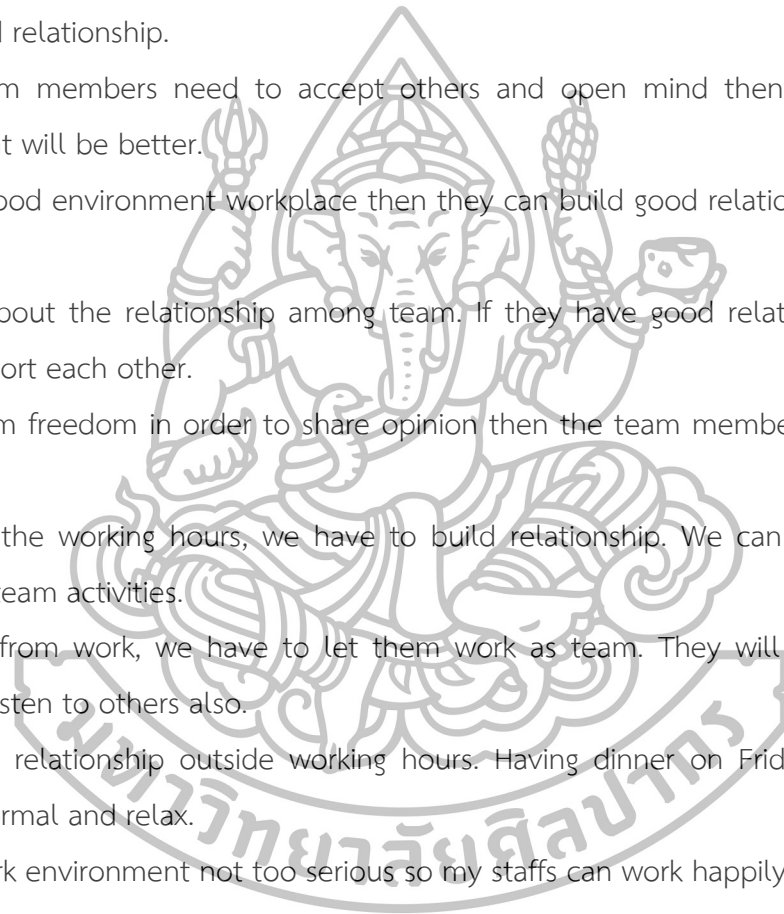 relationship.
members need to accept others and open mind then
t will be better.
ood environment workplace then they can build good relatio
bout the relationship among team. If they have good relat
ort each other.
m freedom in order to share opinion then the team membe
the working hours, we have to build relationship. We can
team activities.
from work, we have to let them work as team. They will
sten to others also.
relationship outside working hours. Having dinner on Frid
rmal and relax.
rk environment not too serious so my staffs can work happily
มหาวิทยาลัยศิลปากร